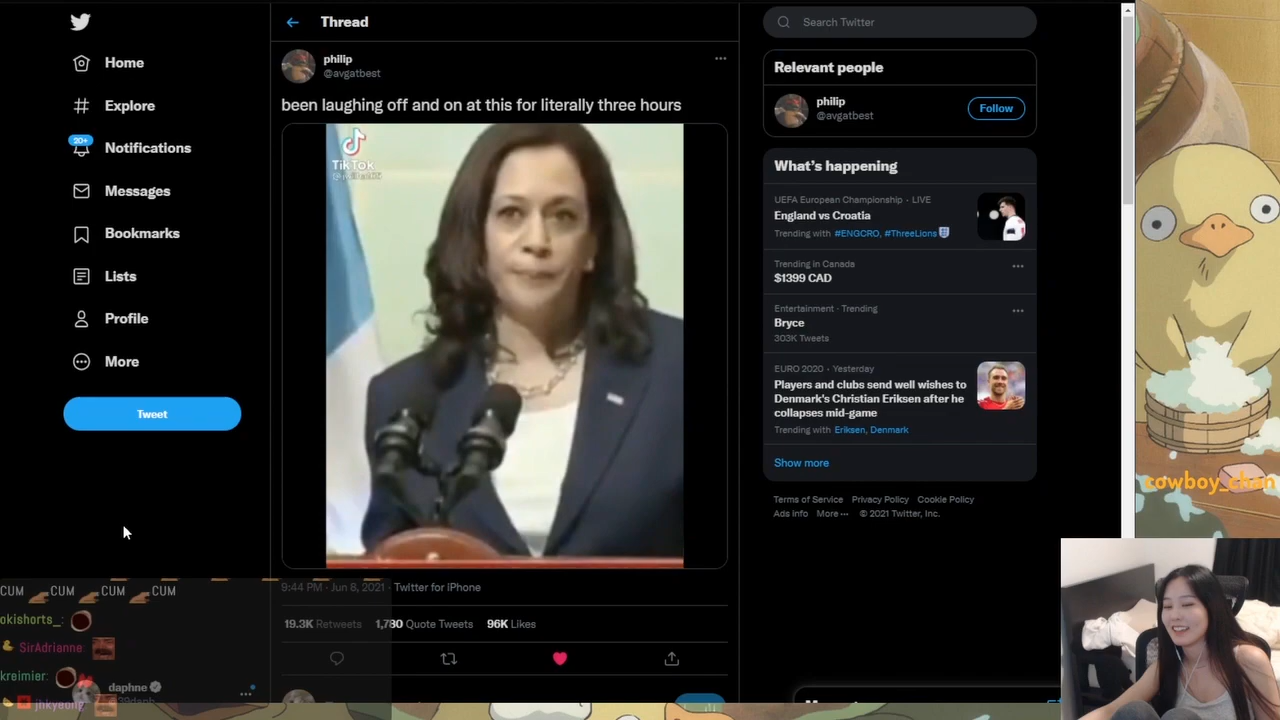 Home
Explore
20+
Notifications
Messages
Bookmarks
Lists
Profile
More
Tweet
Thread
philip
@avgatbest
been laughing off and on at this for literally three hours
TikTok
9:44 PM · Jun 8, 2021 · Twitter for iPhone
19.3K Retweets 1,780 Quote Tweets 96K Likes
Search Twitter
Relevant people
philip
@avgatbest
Follow
What's happening
UEFA European Championship · LIVE
England vs Croatia
Trending with #ENGCRO, #ThreeLions
Trending in Canada
$1399 CAD
Entertainment · Trending
Bryce
303K Tweets
EURO 2020 · Yesterday
Players and clubs send well wishes to
Denmark's Christian Eriksen after he
collapses mid-game
Trending with Eriksen, Denmark
Show more
Terms of Service Privacy Policy Cookie Policy
Ads info More ··· © 2021 Twitter, Inc.
cowboy_chan
CUM CUM CUM CUM
okishorts_:
SirAdrianne:
kreimier:
daphne
jhkyeong: